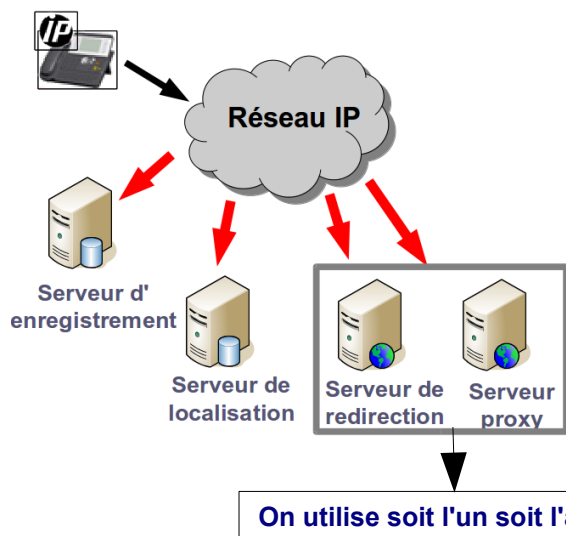 IP
Réseau IP
Serveur d'
enregistrement
Serveur de
localisation
Serveur de
redirection
Serveur
proxy
On utilise soit l'un soit l'a